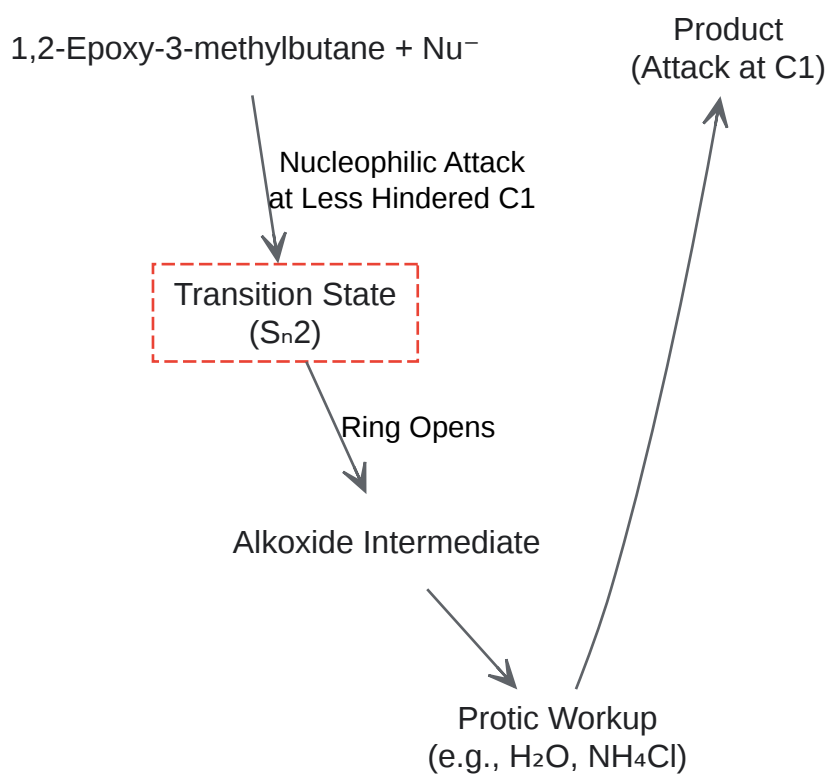 1,2-Epoxy-3-methylbutane + Nu⁻
Product
(Attack at C1)
Nucleophilic Attack
at Less Hindered C1
Transition State
(Sₙ2)
Ring Opens
Alkoxide Intermediate
Protic Workup
(e.g., H₂O, NH₄Cl)